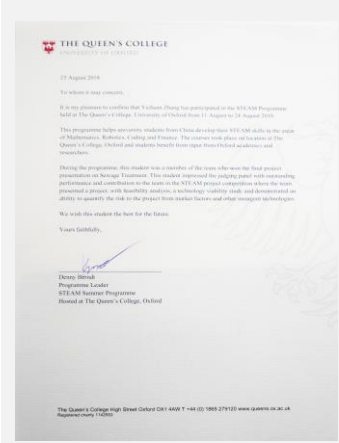 THE QUEEN'S COLLEGE
UNIVERSITY OF OXFORD
25 August 2018
To whom it may concern,
It is my pleasure to confirm that Zhang has participated in the STEAM Programme
held at The Queen's College, University of Oxford from 11 August to 24 August 2018.
This programme helps university students from China develop their STEAM skills in the areas
of Mathematics, Robotics, Coding and Finance. The courses took place on location at The
Queen's College, Oxford and students benefit from input from Oxford academics and
researchers.
During the programme, this student was a member of the team who won the final project
presentation on Sewage Treatment. This student impressed the judging panel with outstanding
performance and contribution to the team in the STEAM project competition where the team
presented a project, with feasibility analysis, a technology viability study and demonstrated an
ability to quantify the risk to the project from market factors and other insurgent technologies.
We wish this student the best for the future.
Yours faithfully,
Denny
Programme Leader
STEAM Summer Programme
Hosted at The Queen's College, Oxford
The Queen's College High Street Oxford OX1 4AW T +44 (0) 1865 279120 www.queens.ox.ac.uk
Registered charity 1142553